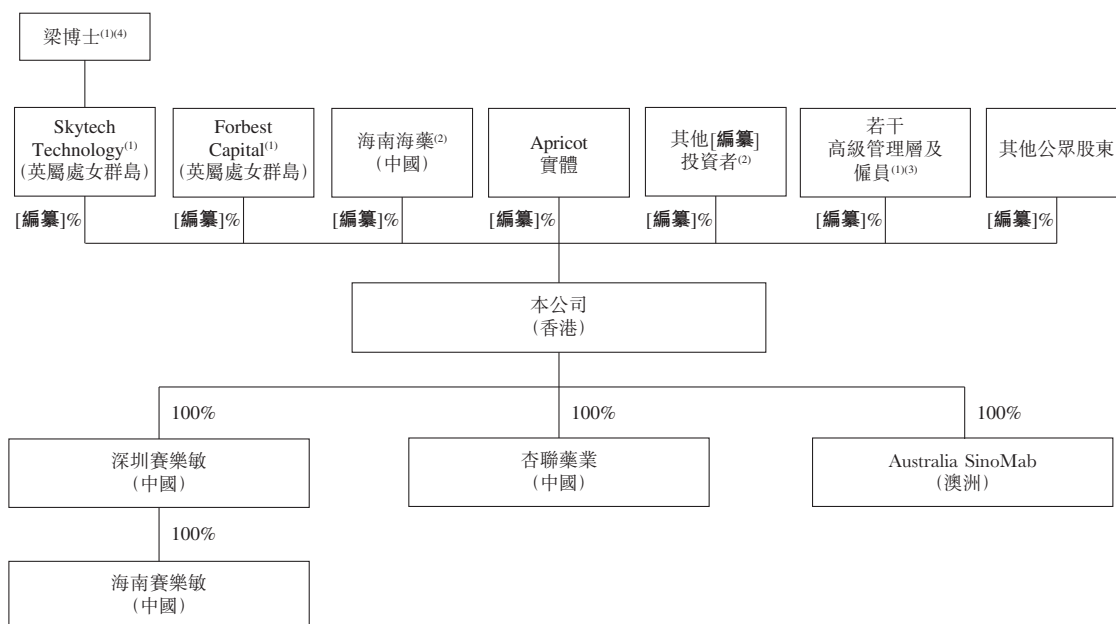 梁博士(1)(4)
Skytech
Technology(1)
(英屬處女群島)
Forbest
Capital(1)
(英屬處女群島)
海南海藥(2)
(中國)
Apricot
實體
其他[編纂]
投資者(2)
若干
高級管理層及
僱員(1)(3)
其他公眾股東
[編纂]%
[編纂]%
[編纂]%
[編纂]%
[編纂]%
[編纂]%
[編纂]%
本公司
(香港)
100%
100%
100%
深圳賽樂敏
(中國)
杏聯藥業
(中國)
Australia SinoMab
(澳洲)
100%
海南賽樂敏
(中國)